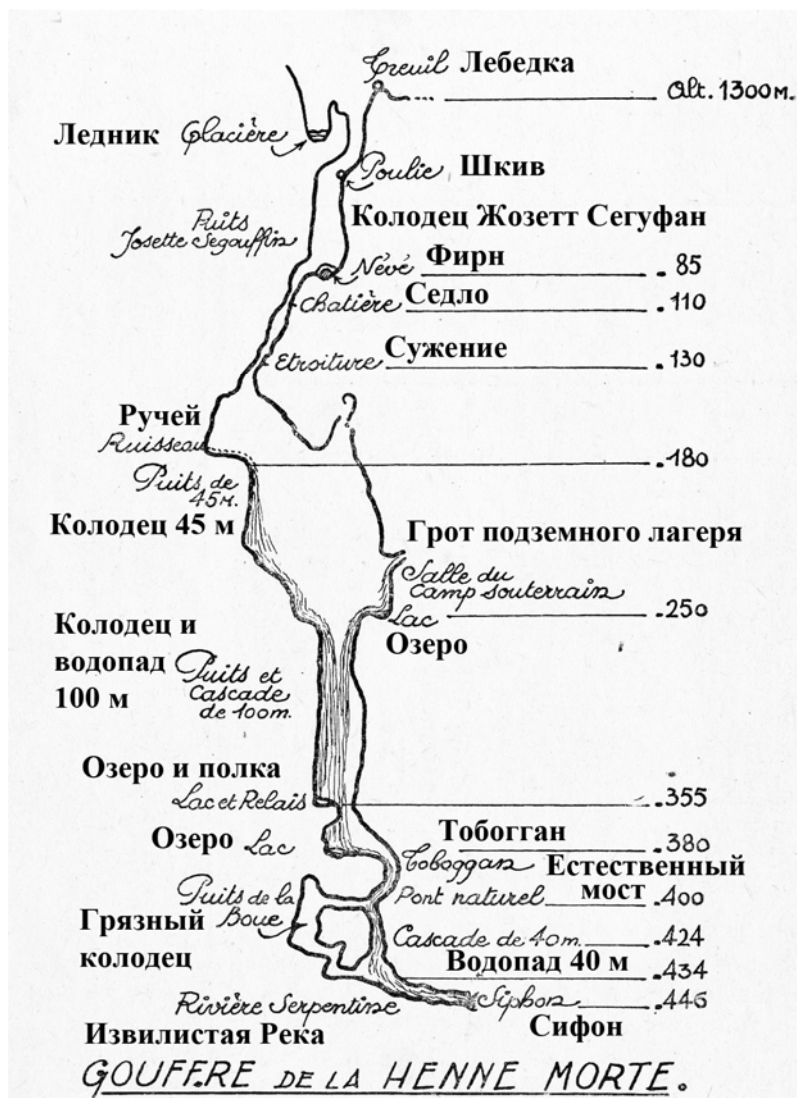 Treuil Лебедка
Alt. 1300 м.
Ледник Glacière
Poulie Шкив
Колодец Жозетт Сегуфан
Puits
Josette Ségouffin
Névé Фирн .85
Chatière Седло .110
Etroiture Сужение .130
?
Ручей
Ruisseau .180
Puits de
45м.
Колодец 45 м
Грот подземного лагеря
Salle du
Camp souterrain
Lac .250
Озеро
Колодец и
водопад
100 м
Puits et
Cascade
de 100m.
Озеро и полка
Lac et Relais .355
Тобогган
Озеро Lac .380
Toboggan Естественный
мост
Pont naturel .400
Puits de la
Boue
Грязный
колодец
Cascade de 40m. .424
Водопад 40 м .434
Rivière Serpentine
Siphon .446
Извилистая Река
Сифон
GOUFFRE DE LA HENNE MORTE.